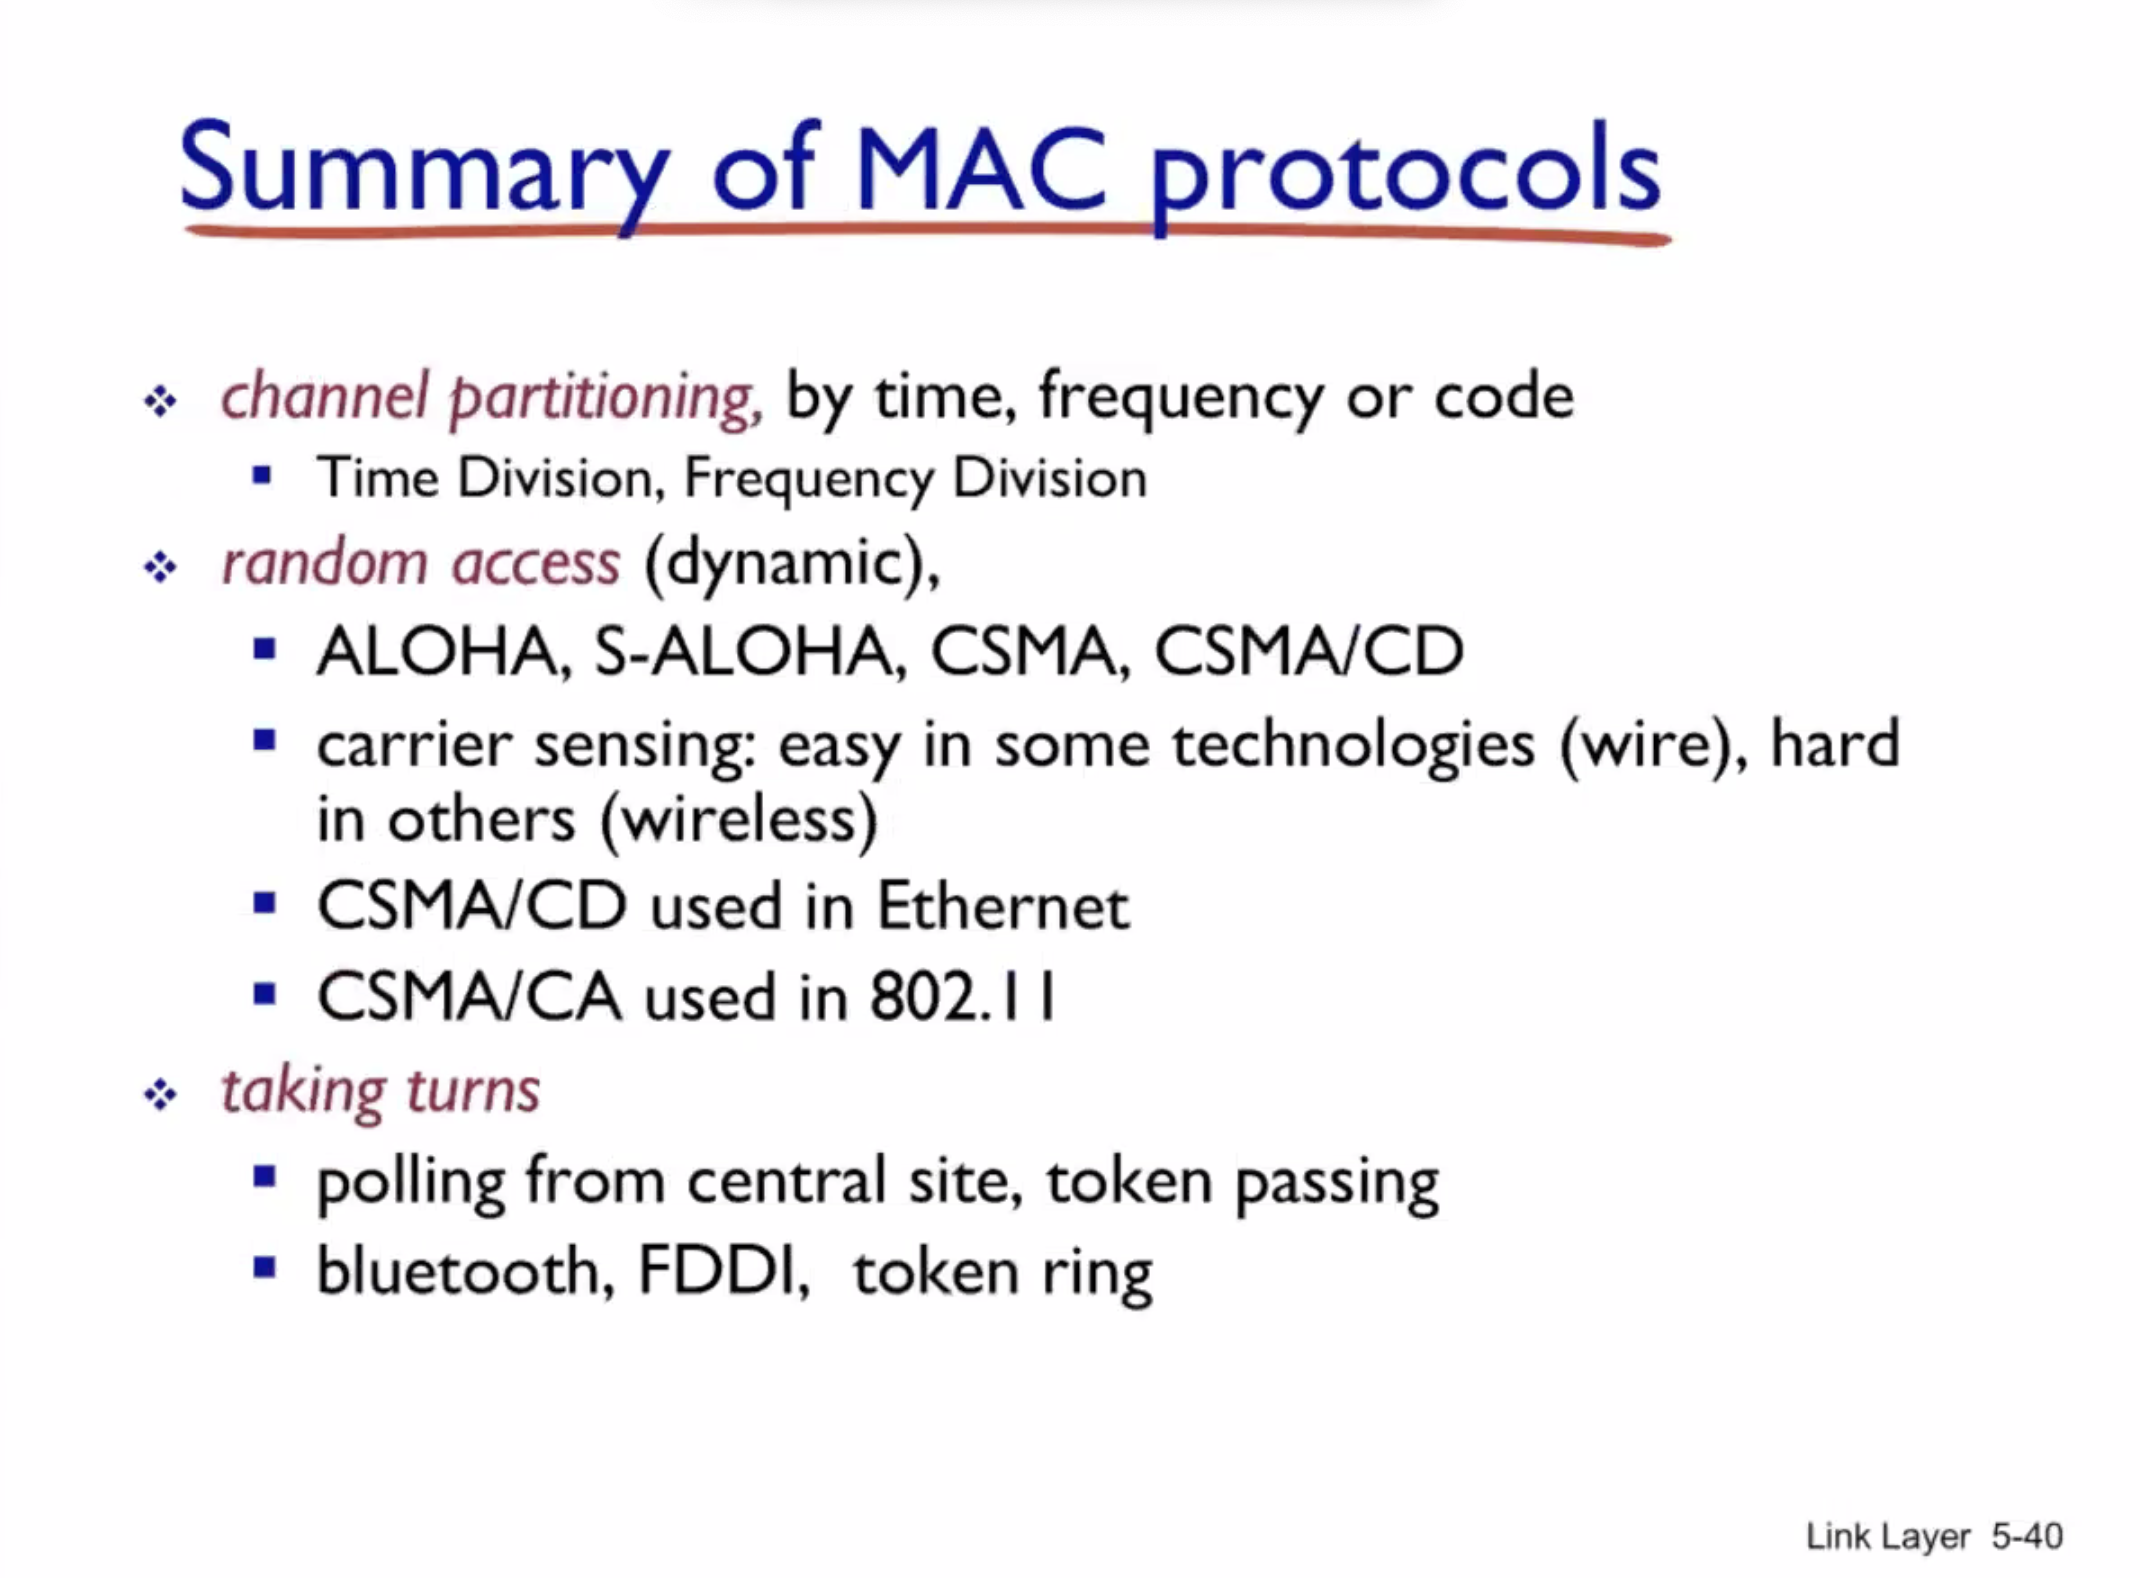 Summary of MAC protocols
channel partitioning, by time, frequency or code
Time Division, Frequency Division
random access (dynamic),
ALOHA, S-ALOHA, CSMA, CSMA/CD
carrier sensing: easy in some technologies (wire), hard
in others (wireless)
CSMA/CD used in Ethernet
CSMA/CA used in 802.11
taking turns
polling from central site, token passing
bluetooth, FDDI, token ring
Link Layer 5-40